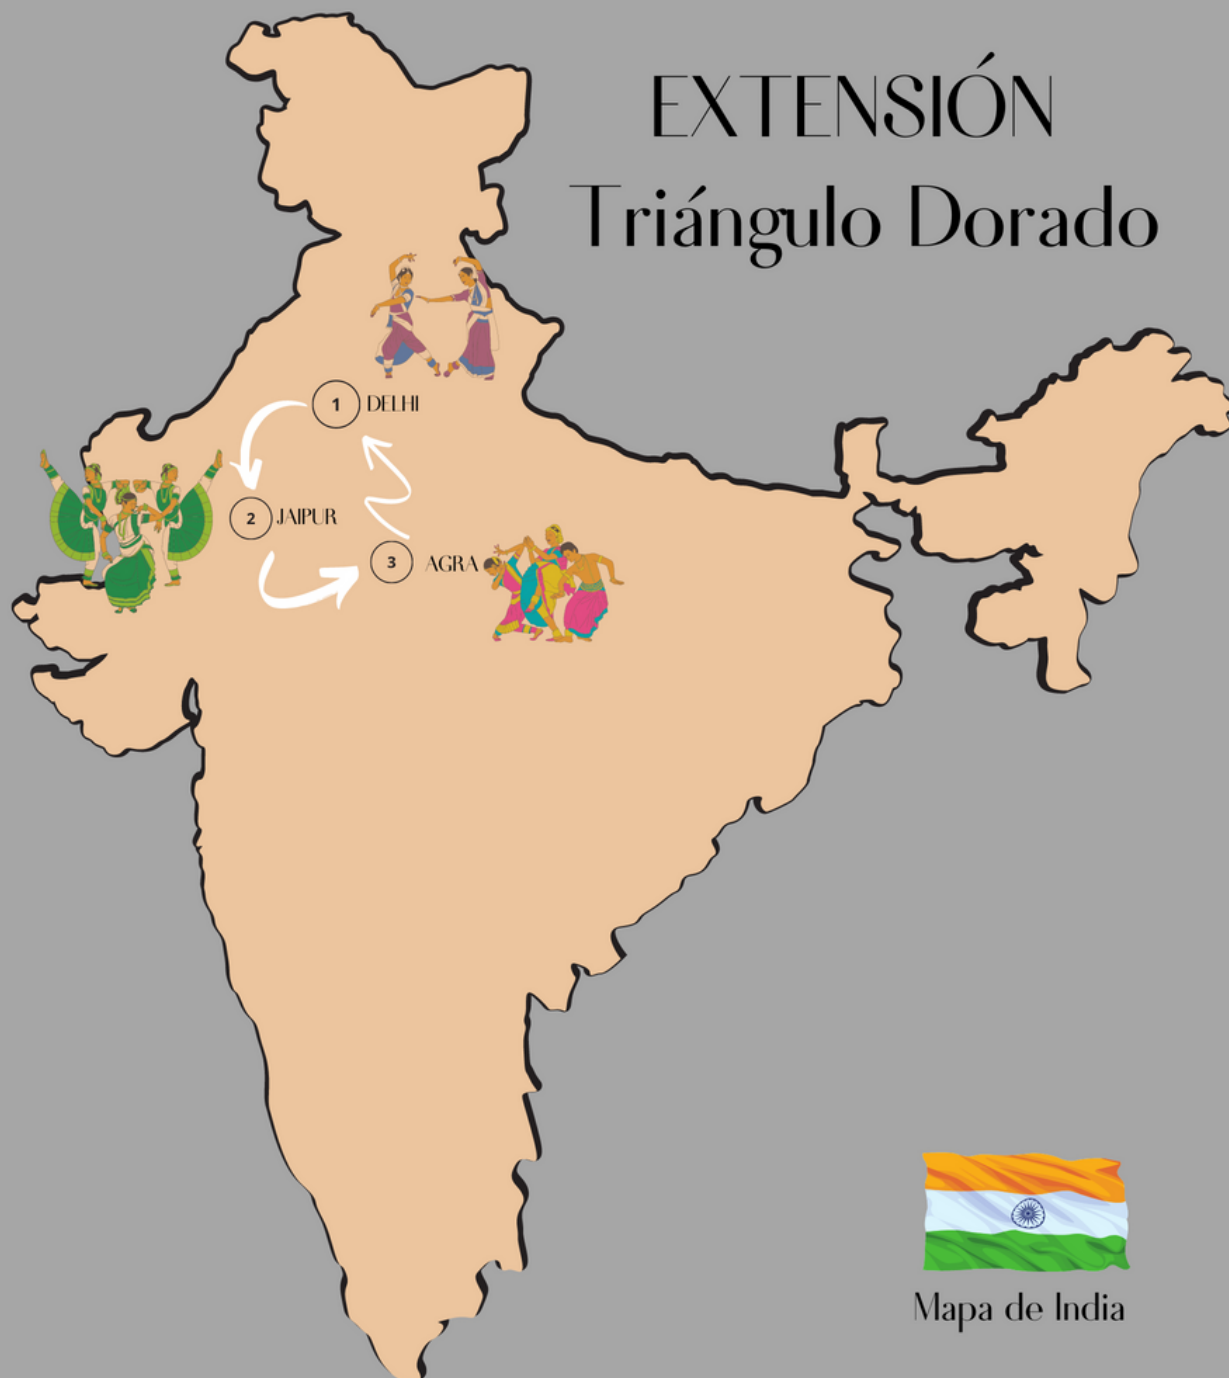 EXTENSIÓN
Triángulo Dorado
1 DELHI
2 JAIPUR
3 AGRA
Mapa de India